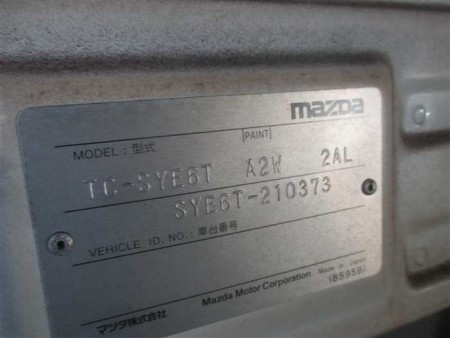 mazda
MODEL : 型式 PAINT
TC-SYE6T A2W 2AL
SYE6T-210373
VEHICLE ID. NO. : 車台番号
マツダ株式会社 Mazda Motor Corporation Made in Japan
(85958)